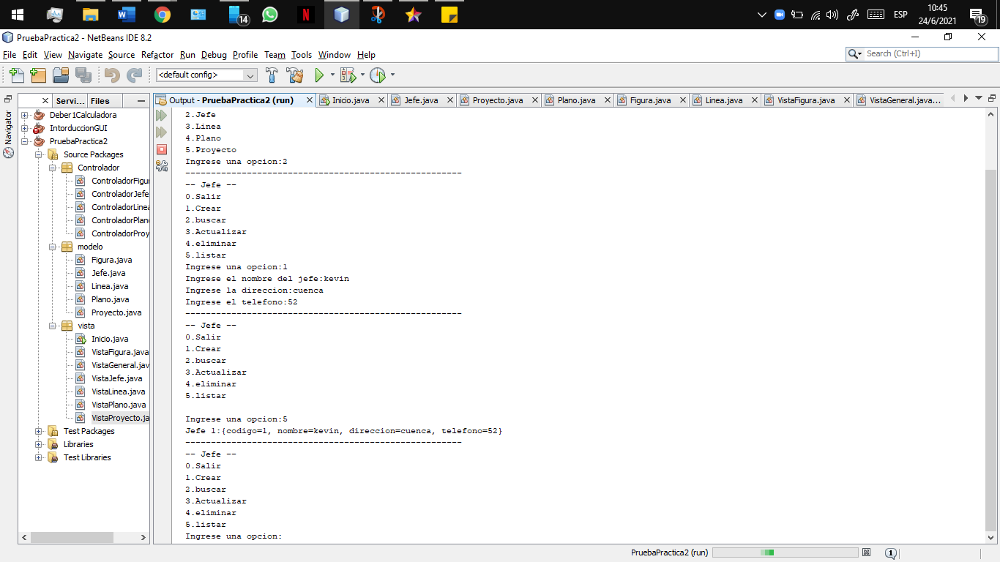 14
ESP
10:45
24/6/2021
19
PruebaPractica2 - NetBeans IDE 8.2
File Edit View Navigate Source Refactor Run Debug Profile Team Tools Window Help
Search (Ctrl+I)
<default config>
Navigator
Servi... Files
Output - PruebaPractica2 (run) Inicio.java Jefe.java Proyecto.java Plano.java Figura.java Linea.java VistaFigura.java VistaGeneral.java...
Deber1Calculadora
IntorduccionGUI
PruebaPractica2
Source Packages
Controlador
ControladorFigu
ControladorJefe
ControladorLinea
ControladorPlano
ControladorProy
modelo
Figura.java
Jefe.java
Linea.java
Plano.java
Proyecto.java
vista
Inicio.java
VistaFigura.java
VistaGeneral.jav
VistaJefe.java
VistaLinea.java
VistaPlano.java
VistaProyecto.ja
Test Packages
Libraries
Test Libraries
2.Jefe
3.Linea
4.Plano
5.Proyecto
Ingrese una opcion:2
------------------------------------------------------
-- Jefe --
0.Salir
1.Crear
2.buscar
3.Actualizar
4.eliminar
5.listar
Ingrese una opcion:1
Ingrese el nombre del jefe:kevin
Ingrese la direccion:cuenca
Ingrese el telefono:52
------------------------------------------------------
-- Jefe --
0.Salir
1.Crear
2.buscar
3.Actualizar
4.eliminar
5.listar
Ingrese una opcion:5
Jefe 1:{codigo=1, nombre=kevin, direccion=cuenca, telefono=52}
------------------------------------------------------
-- Jefe --
0.Salir
1.Crear
2.buscar
3.Actualizar
4.eliminar
5.listar
Ingrese una opcion:
PruebaPractica2 (run)
1